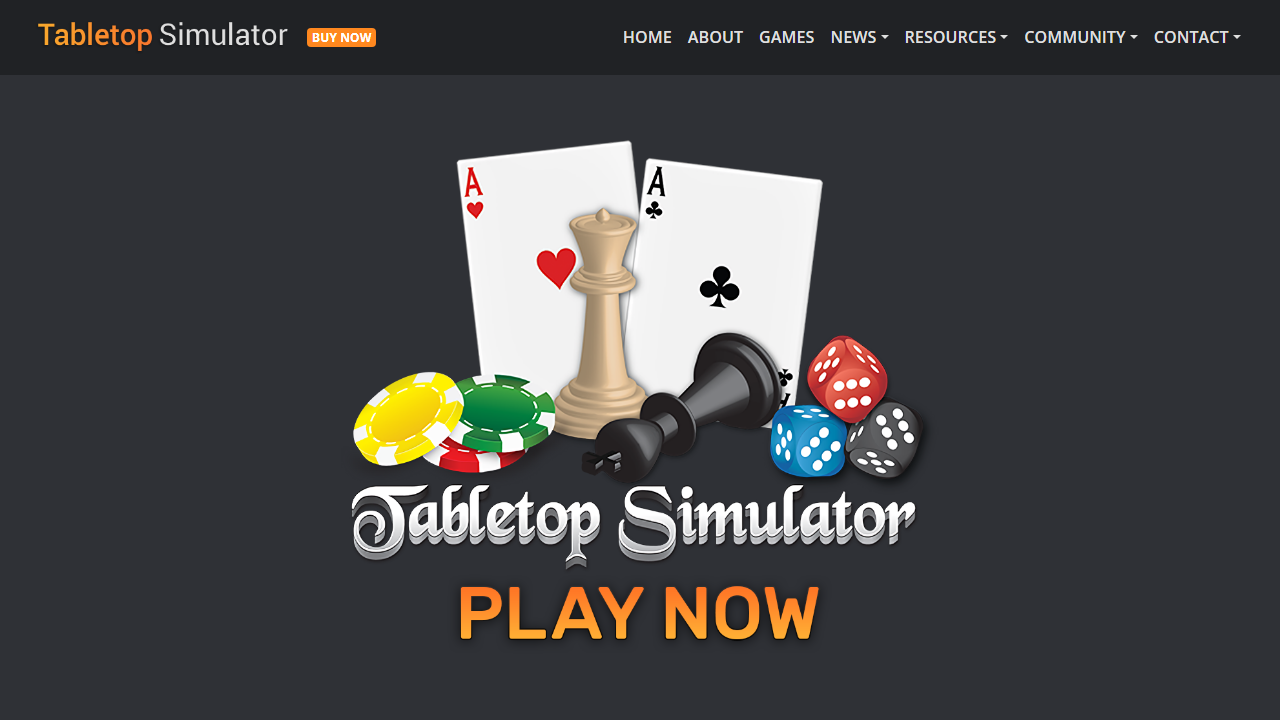 Tabletop Simulator BUY NOW HOME ABOUT GAMES NEWS RESOURCES COMMUNITY CONTACT
A A
A
Tabletop Simulator
PLAY NOW